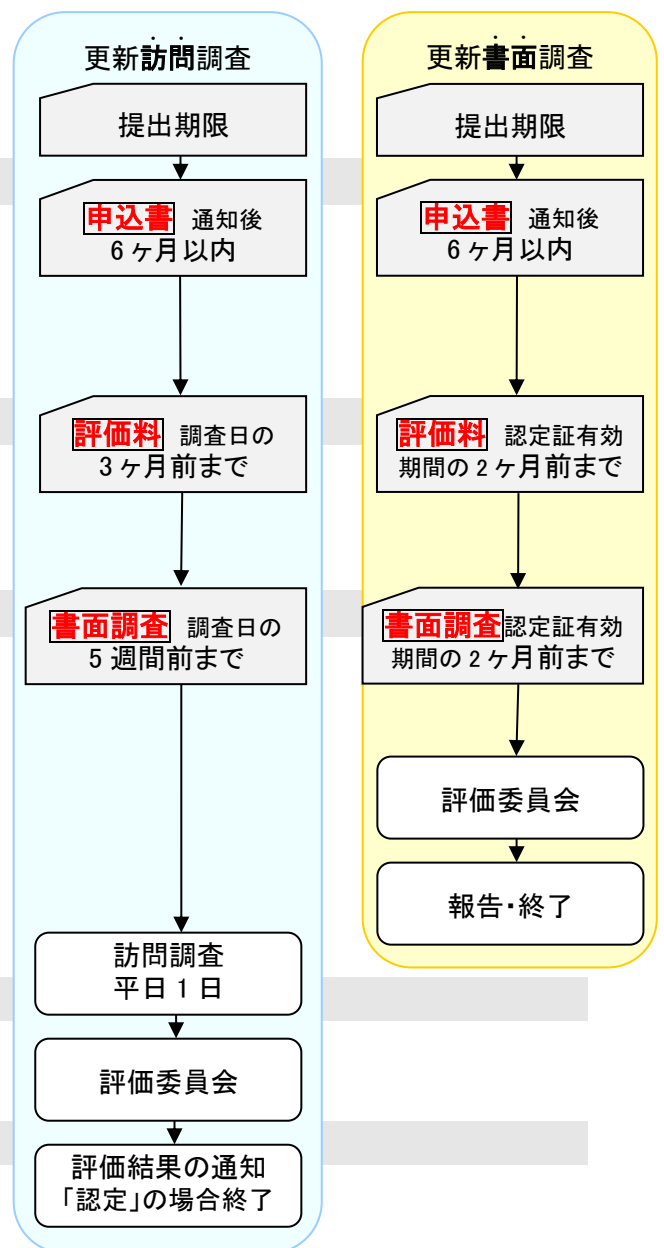 更新訪問調査
提出期限
申込書 通知後
6ヶ月以内
評価料 調査日の
3ヶ月前まで
書面調査 調査日の
5週間前まで
訪問調査
平日1日
評価委員会
評価結果の通知
「認定」の場合終了
更新書面調査
提出期限
申込書 通知後
6ヶ月以内
評価料 認定証有効
期間の2ヶ月前まで
書面調査認定証有効
期間の2ヶ月前まで
評価委員会
報告・終了